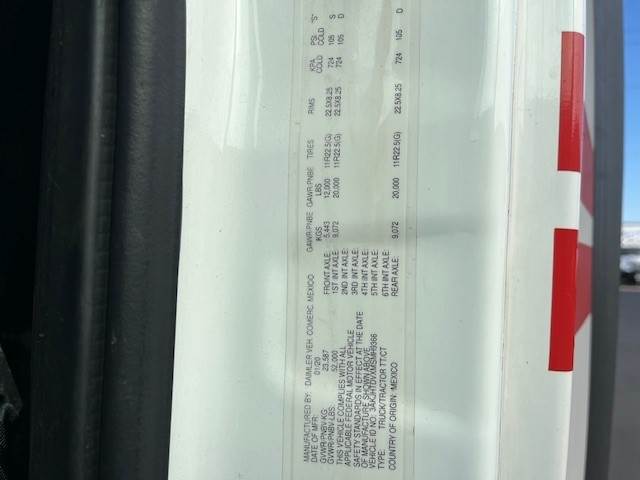 MANUFACTURED BY: DAIMLER VEH. COMERC. MEXICO
DATE OF MFR: 01/20
GVWR/PNBV-KG 23,587
GVWR/PNBV-LBS 52,000
THIS VEHICLE COMPLIES WITH ALL
APPLICABLE FEDERAL MOTOR VEHICLE
SAFETY STANDARDS IN EFFECT AT THE DATE
OF MANUFACTURE SHOWN ABOVE.
VEHICLE ID NO.
TYPE: TRUCK/TRACTOR TT/CT
COUNTRY OF ORIGIN: MEXICO
GAWR/PNBE KGS GAWR/PNBE LBS TIRES RIMS KPA COLD PSI COLD "S"
FRONT AXLE: 5,443 12,000 11R22.5(G) 22.5X8.25 724 105 S
1ST INT AXLE: 9,072 20,000 11R22.5(G) 22.5X8.25 724 105 D
2ND INT AXLE:
3RD INT AXLE:
4TH INT AXLE:
5TH INT AXLE:
6TH INT AXLE:
REAR AXLE: 9,072 20,000 11R22.5(G) 22.5X8.25 724 105 D